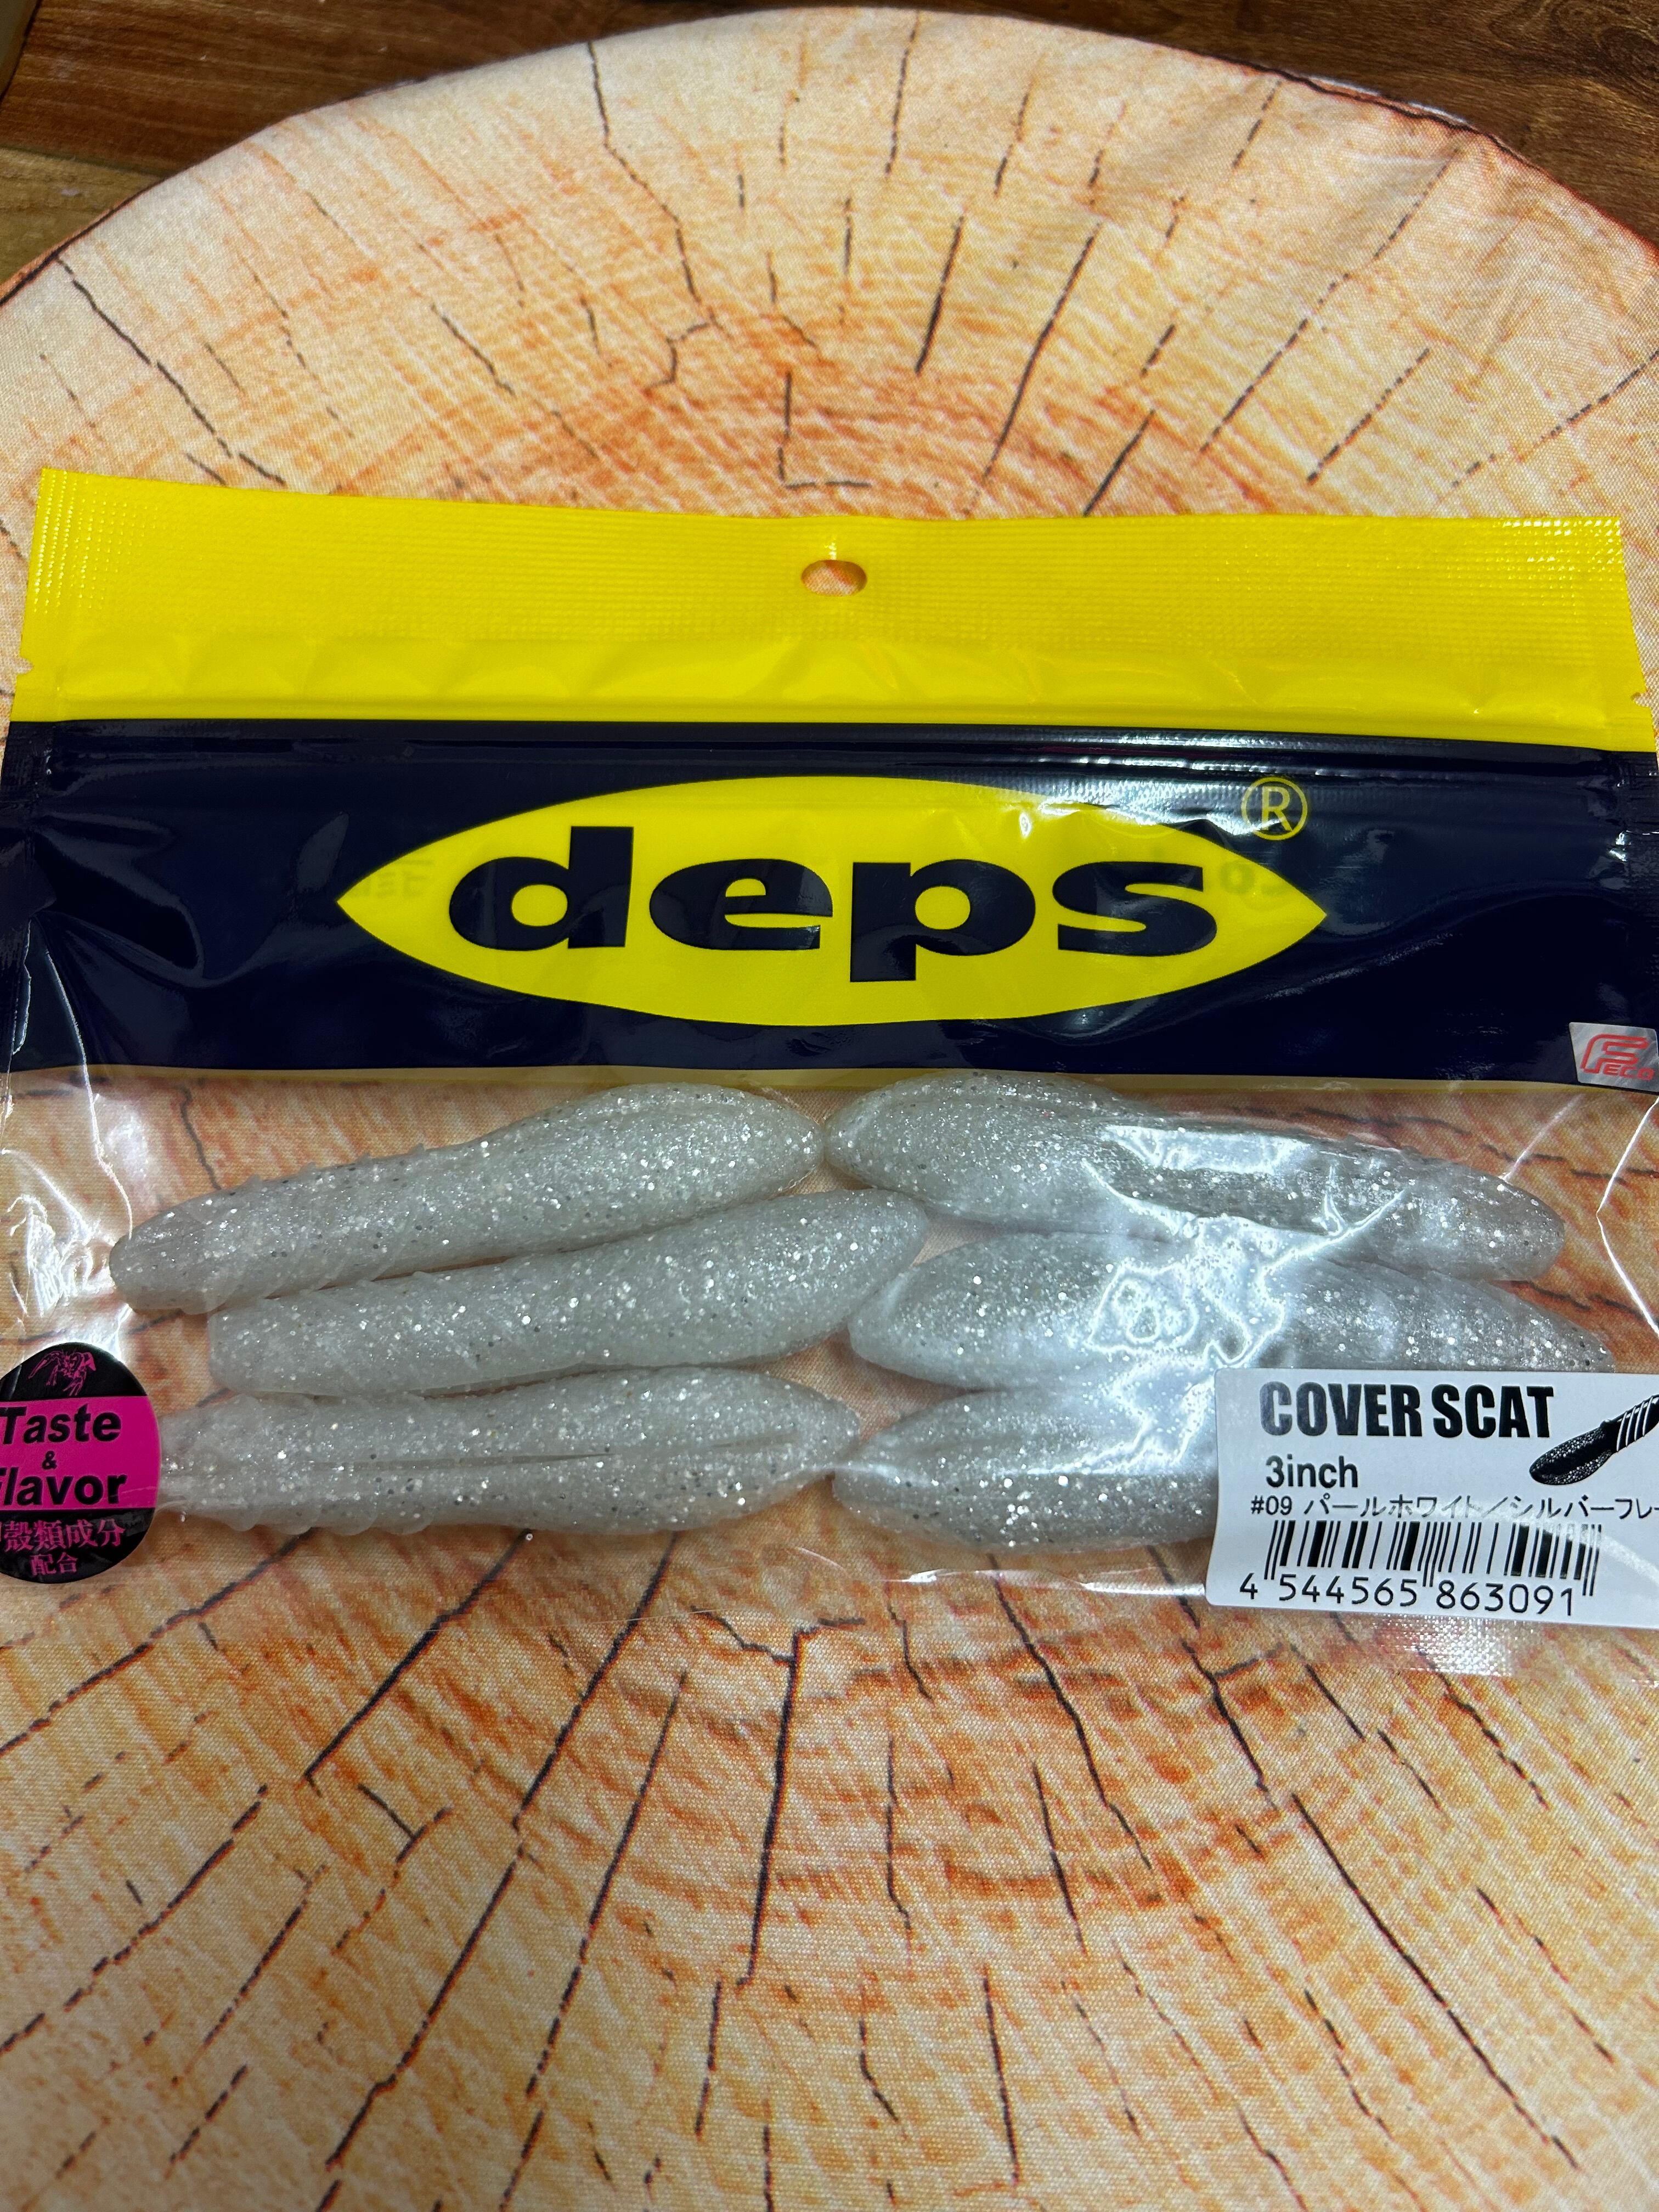 deps®
FECO
Taste
&
Flavor
殻類成分
配合
COVER SCAT
3inch
#09 パールホワイト/シルバーフレ
4 544565 863091